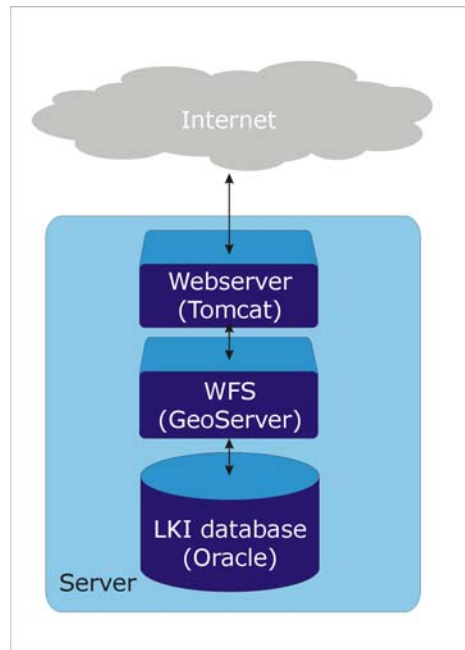 Internet
Webserver
(Tomcat)
WFS
(GeoServer)
LKI database
(Oracle)
Server